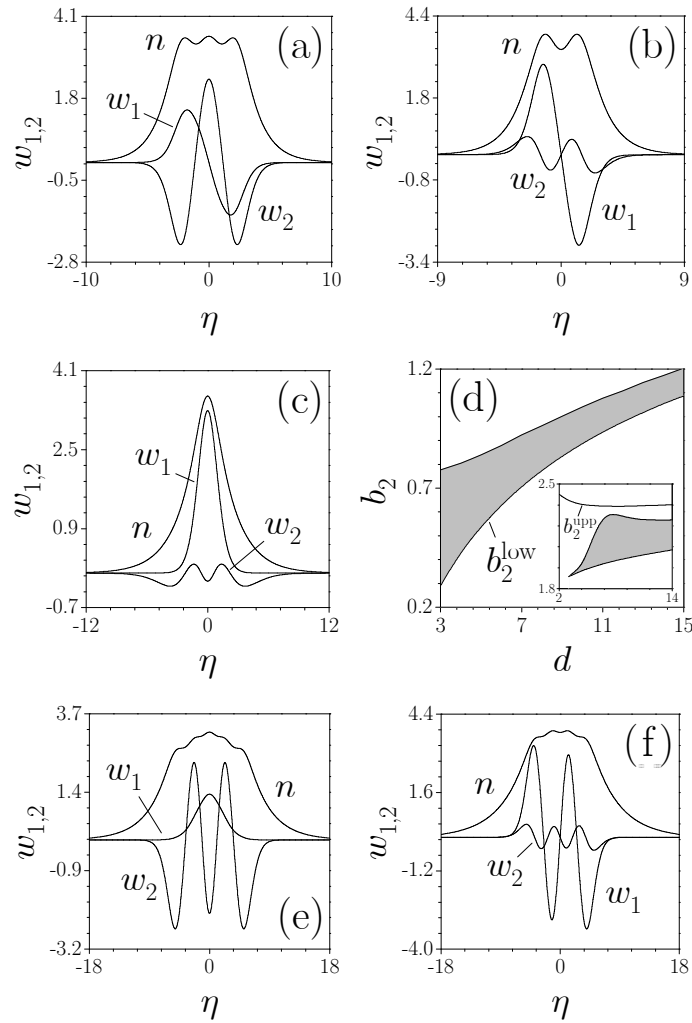 4.1
1.8
-0.5
-2.8
-10
0
10
w1,2
η
n
w1
w2
(a)
4.4
1.8
-0.8
-3.4
-9
0
9
w1,2
η
n
w2
w1
(b)
4.1
2.5
0.9
-0.7
-12
0
12
w1,2
η
w1
n
w2
(c)
1.2
0.7
0.2
3
7
11
15
b2
d
(d)
b2low
2.5
1.8
2
14
b2upp
3.7
1.4
-0.9
-3.2
-18
0
18
w1,2
η
w1
n
w2
(e)
4.4
1.6
-1.2
-4.0
-18
0
18
w1,2
η
n
w2
w1
(f)